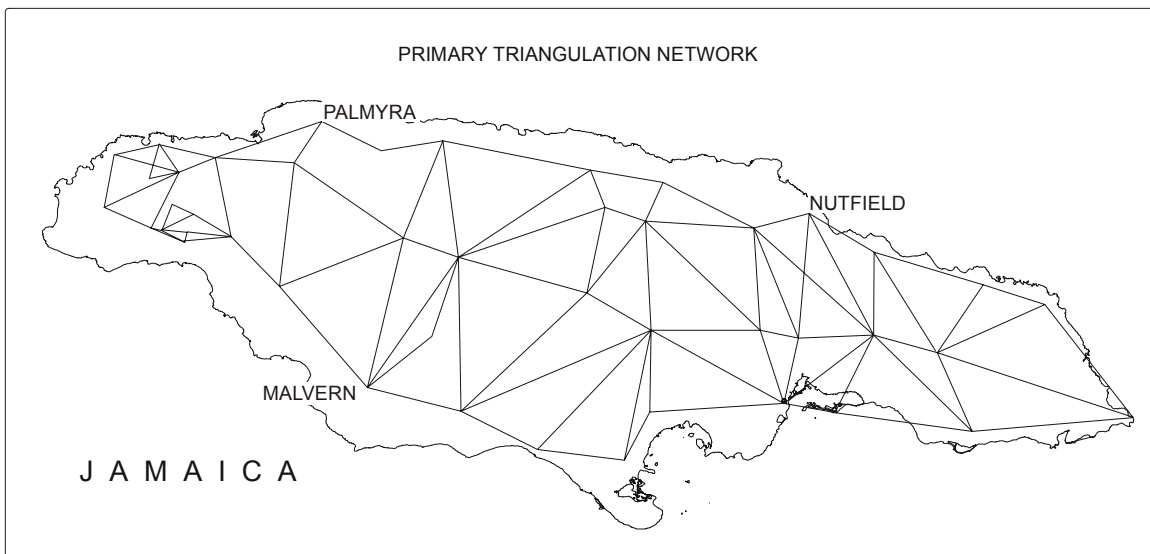 PRIMARY TRIANGULATION NETWORK
PALMYRA
NUTFIELD
MALVERN
J A M A I C A